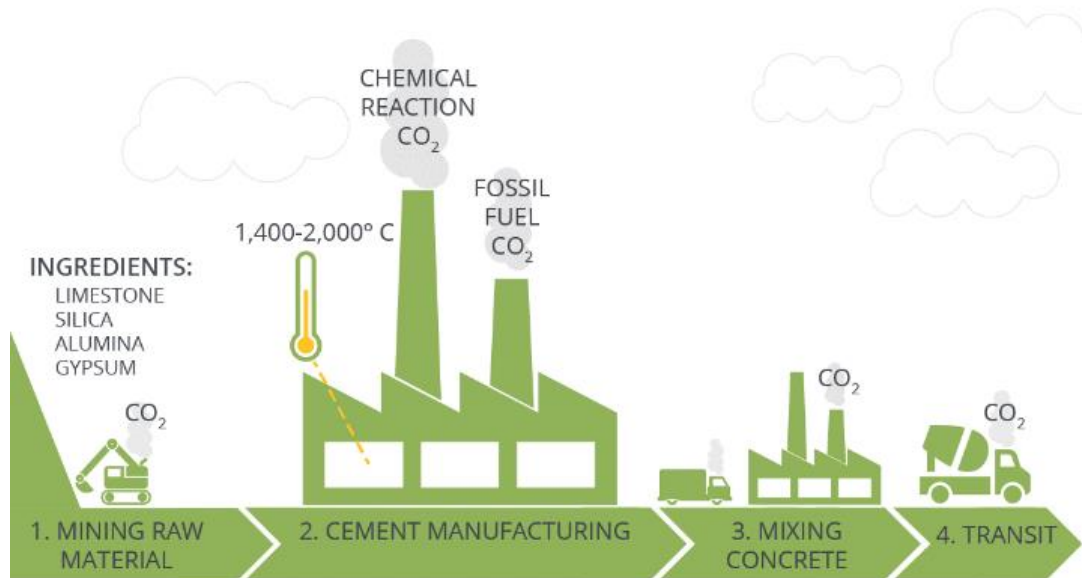 CHEMICAL
REACTION
CO₂
FOSSIL
FUEL
CO₂
1,400-2,000° C
INGREDIENTS:
LIMESTONE
SILICA
ALUMINA
GYPSUM
CO₂
CO₂
CO₂
1. MINING RAW
MATERIAL
2. CEMENT MANUFACTURING
3. MIXING
CONCRETE
4. TRANSIT